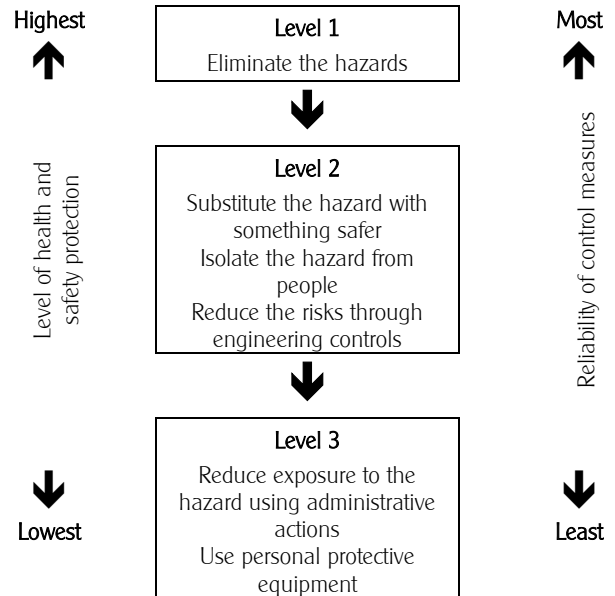 Highest
Most
Level 1
Eliminate the hazards
Level of health and
safety protection
Reliability of control measures
Level 2
Substitute the hazard with
something safer
Isolate the hazard from
people
Reduce the risks through
engineering controls
Level 3
Reduce exposure to the
hazard using administrative
actions
Use personal protective
equipment
Lowest
Least